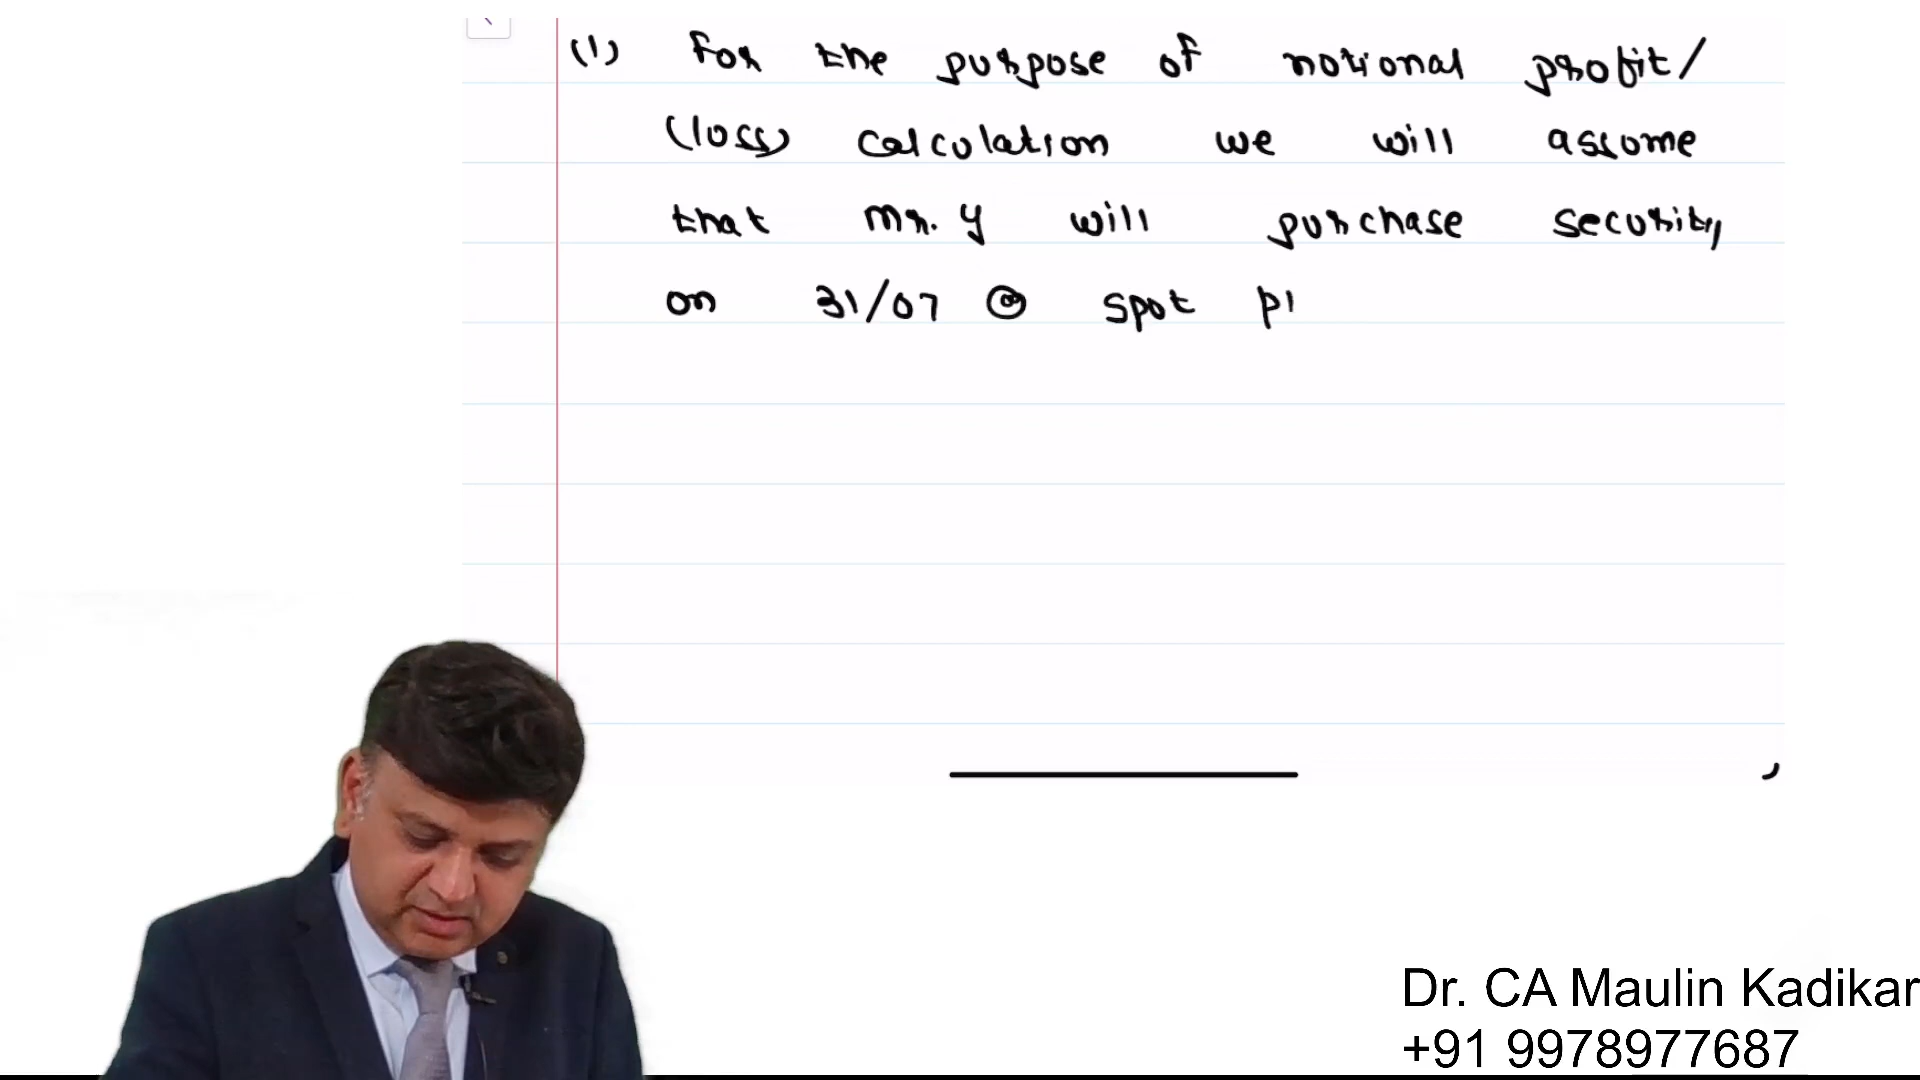 (1) For the purpose of notional profit/
(loss) calculation we will assume
that Mr. Y will purchase security
on 31/07 @ spot pr
Dr. CA Maulin Kadikar
+91 9978977687